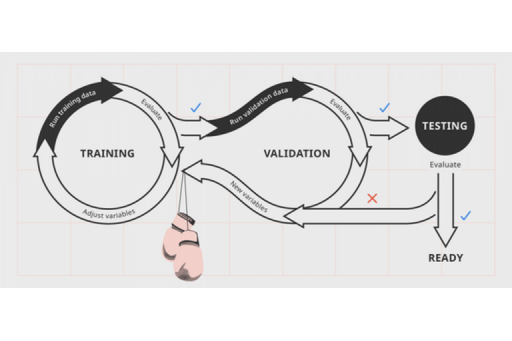 Run training data
Evaluate
Run validation data
Evaluate
TRAINING
VALIDATION
TESTING
Evaluate
Adjust variables
New variables
READY